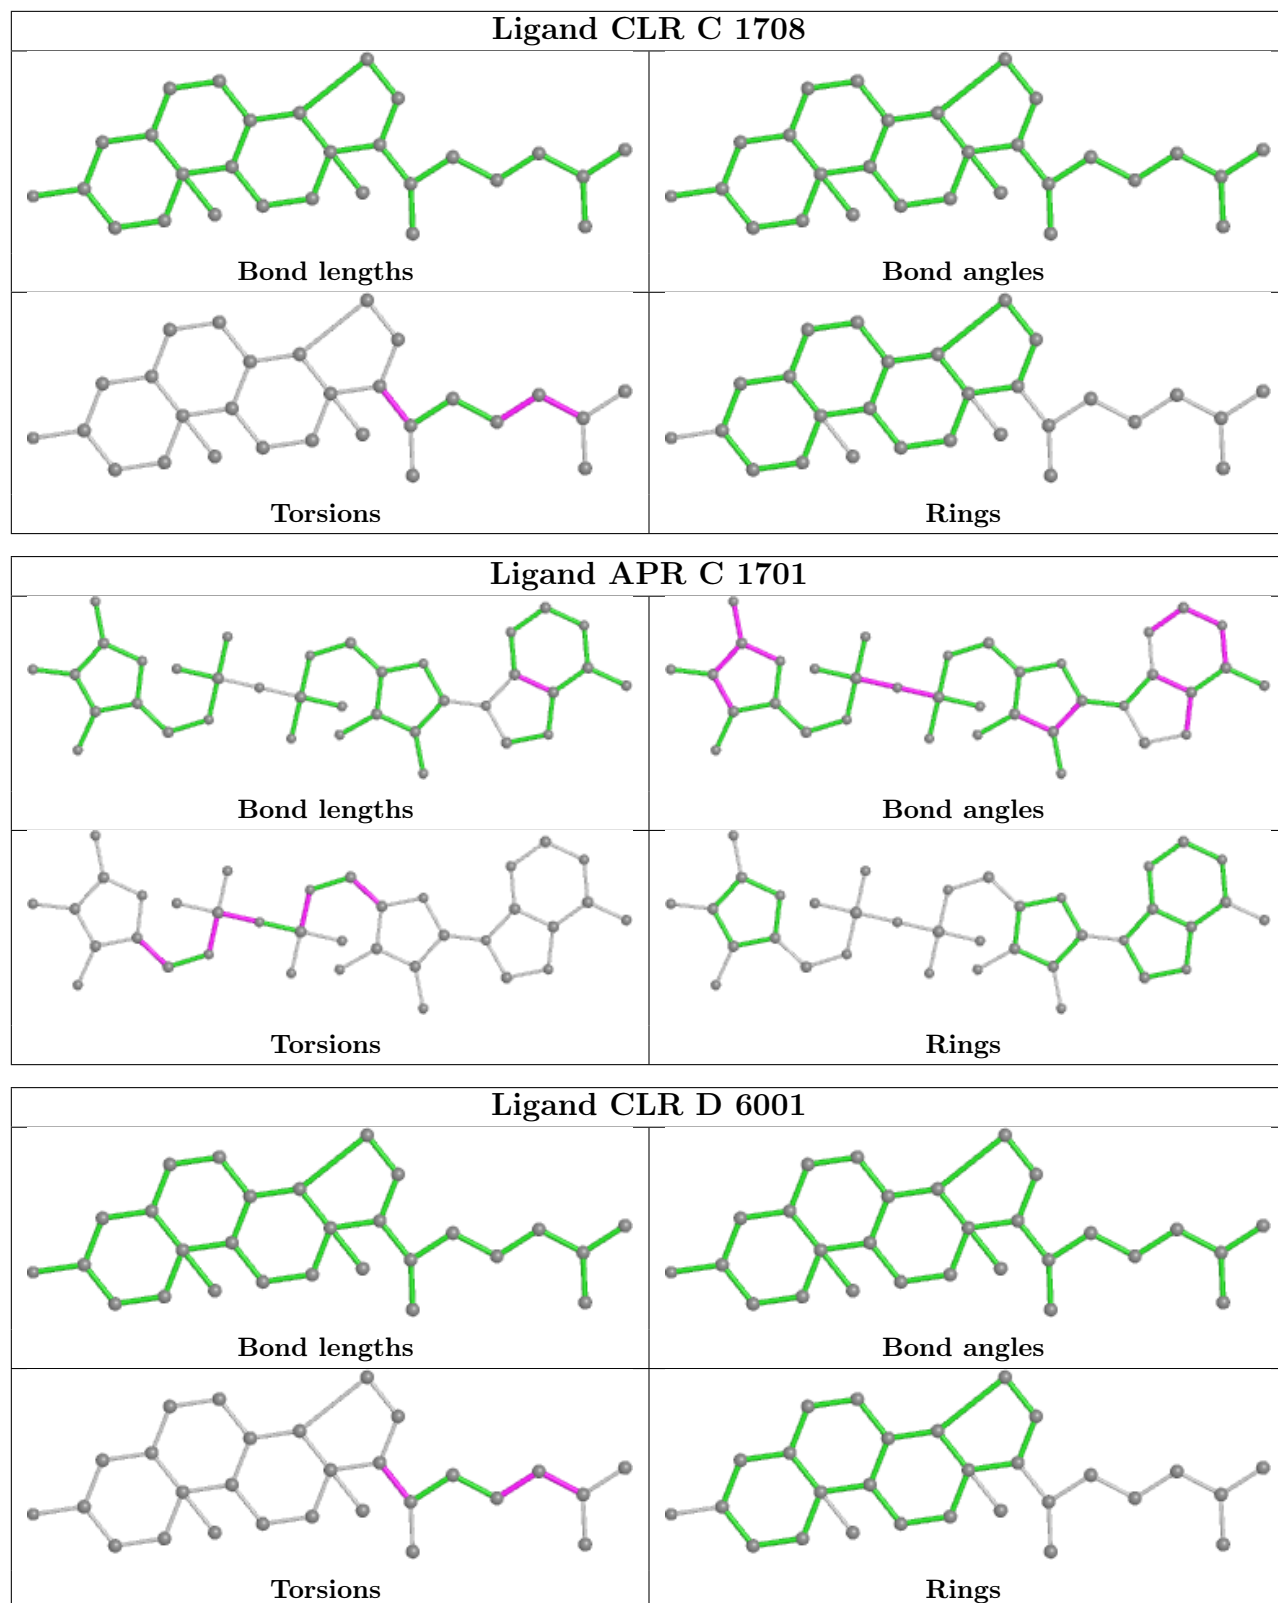 Ligand CLR C 1708
Bond lengths
Bond angles
Torsions
Rings
Ligand APR C 1701
Bond lengths
Bond angles
Torsions
Rings
Ligand CLR D 6001
Bond lengths
Bond angles
Torsions
Rings